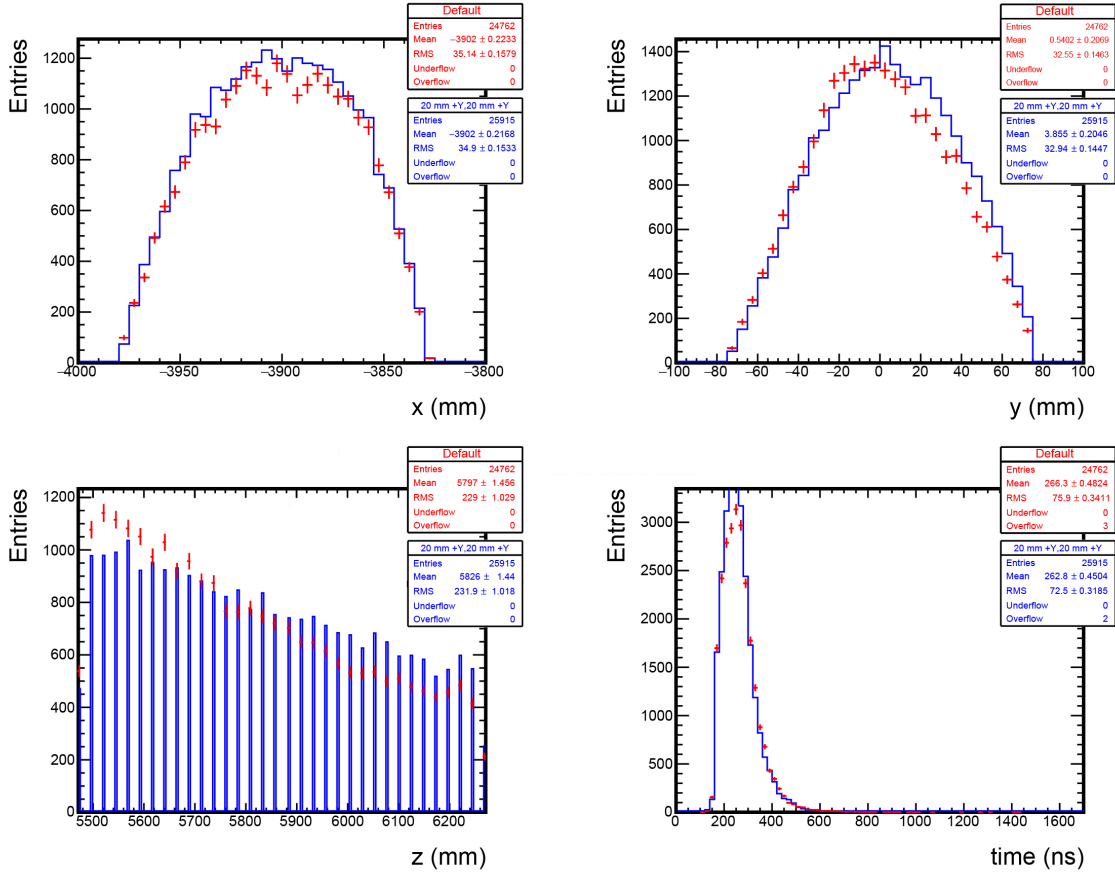 Default
Entries 24762
Mean −3902 ± 0.2233
RMS 35.14 ± 0.1579
Underflow 0
Overflow 0
20 mm +Y,20 mm +Y
Entries 25915
Mean −3902 ± 0.2168
RMS 34.9 ± 0.1533
Underflow 0
Overflow 0
Entries
1200
1000
800
600
400
200
0
−4000 −3950 −3900 −3850 −3800
x (mm)
Default
Entries 24762
Mean 0.5402 ± 0.2069
RMS 32.55 ± 0.1463
Underflow 0
Overflow 0
20 mm +Y,20 mm +Y
Entries 25915
Mean 3.855 ± 0.2046
RMS 32.94 ± 0.1447
Underflow 0
Overflow 0
Entries
1400
1200
1000
800
600
400
200
0
−100 −80 −60 −40 −20 0 20 40 60 80 100
y (mm)
Default
Entries 24762
Mean 5797 ± 1.456
RMS 229 ± 1.029
Underflow 0
Overflow 0
20 mm +Y,20 mm +Y
Entries 25915
Mean 5826 ± 1.44
RMS 231.9 ± 1.018
Underflow 0
Overflow 0
Entries
1200
1000
800
600
400
200
0
5500 5600 5700 5800 5900 6000 6100 6200
z (mm)
Default
Entries 24762
Mean 266.3 ± 0.4824
RMS 75.9 ± 0.3411
Underflow 0
Overflow 3
20 mm +Y,20 mm +Y
Entries 25915
Mean 262.8 ± 0.4504
RMS 72.5 ± 0.3185
Underflow 0
Overflow 2
Entries
3000
2500
2000
1500
1000
500
0
0 200 400 600 800 1000 1200 1400 1600
time (ns)